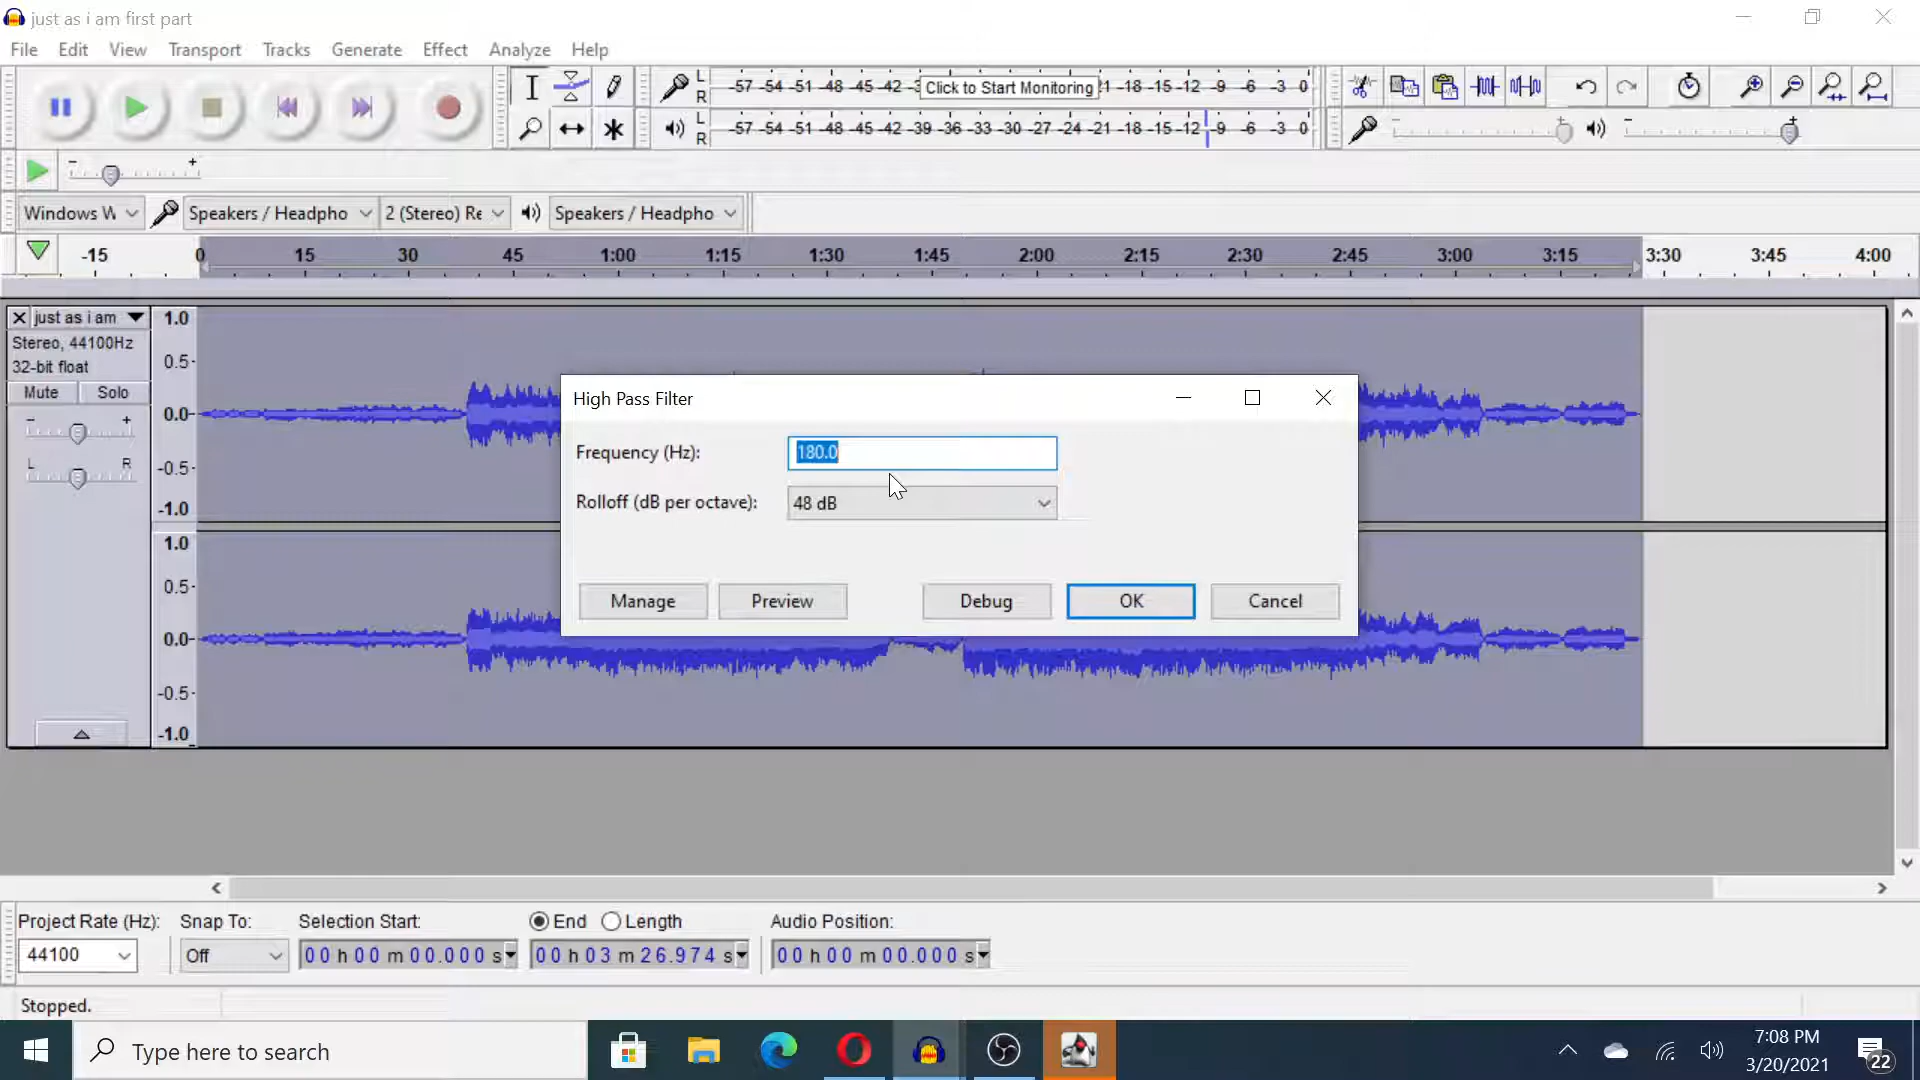 just as i am first part
File Edit View Transport Tracks Generate Effect Analyze Help
L R -57 -54 -51 -48 -45 -42 Click to Start Monitoring -18 -15 -12 -9 -6 -3 0
L R -57 -54 -51 -48 -45 -42 -39 -36 -33 -30 -27 -24 -21 -18 -15 -12 -9 -6 -3 0
- +
Windows W Speakers / Headpho 2 (Stereo) Re Speakers / Headpho
-15 0 15 30 45 1:00 1:15 1:30 1:45 2:00 2:15 2:30 2:45 3:00 3:15 3:30 3:45 4:00
just as i am
Stereo, 44100Hz
32-bit float
Mute Solo
- +
L R
1.0
0.5
0.0
-0.5
-1.0
1.0
0.5
0.0
-0.5
-1.0
High Pass Filter
Frequency (Hz): 180.0
Rolloff (dB per octave): 48 dB
Manage Preview Debug OK Cancel
Project Rate (Hz): Snap To: Selection Start: End Length Audio Position:
44100 Off 00 h 00 m 00.000 s 00 h 03 m 26.974 s 00 h 00 m 00.000 s
Stopped.
Type here to search
7:08 PM
3/20/2021
22